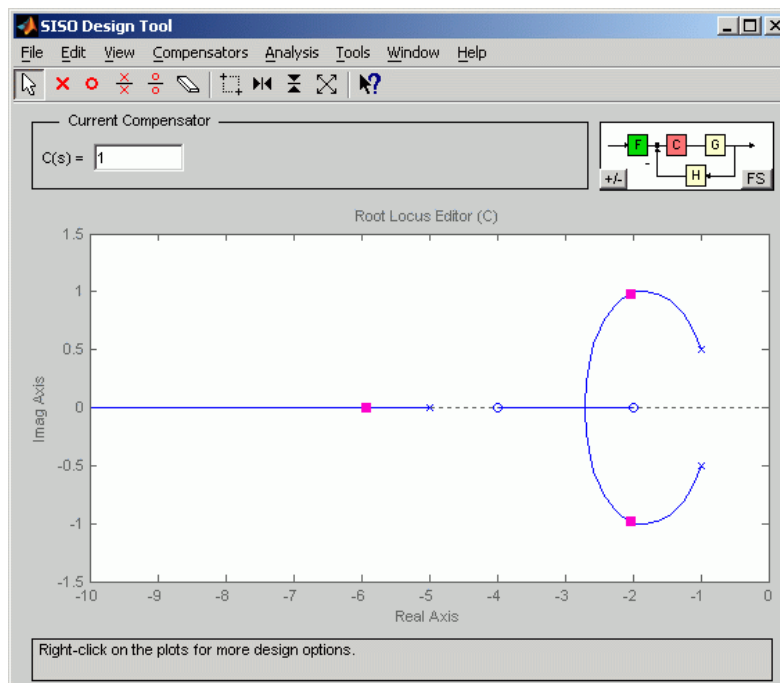 SISO Design Tool
File Edit View Compensators Analysis Tools Window Help
Current Compensator
C(s) = 1
F C G
H
+/- FS
Root Locus Editor (C)
1.5
1
0.5
0
-0.5
-1
-1.5
Imag Axis
-10 -9 -8 -7 -6 -5 -4 -3 -2 -1 0
Real Axis
Right-click on the plots for more design options.